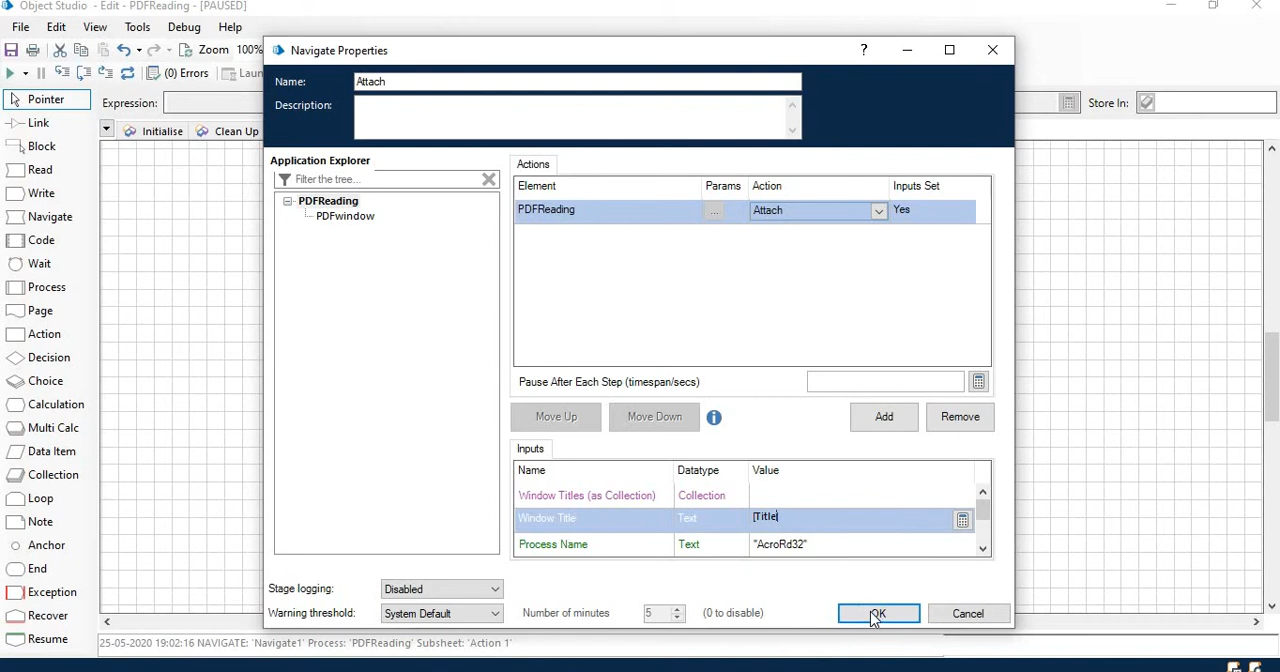 Object Studio - Edit - PDFReading - [PAUSED]
File Edit View Tools Debug Help
Zoom 100%
(0) Errors Laun
Pointer
Expression: Store In:
Link
Initialise Clean Up
Block
Read
Write
Navigate
Code
Wait
Process
Page
Action
Decision
Choice
Calculation
Multi Calc
Data Item
Collection
Loop
Note
Anchor
End
Exception
Recover
Resume
Navigate Properties
?
Name: Attach
Description:
Application Explorer
Filter the tree...
PDFReading
PDFwindow
Actions
Element Params Action Inputs Set
PDFReading ... Attach Yes
Pause After Each Step (timespan/secs)
Move Up Move Down Add Remove
Inputs
Name Datatype Value
Window Titles (as Collection) Collection
Window Title Text [Title
Process Name Text "AcroRd32"
Stage logging: Disabled
Warning threshold: System Default Number of minutes 5 (0 to disable) OK Cancel
25-05-2020 19:02:16 NAVIGATE: 'Navigate1' Process: 'PDFReading' Subsheet: 'Action 1'